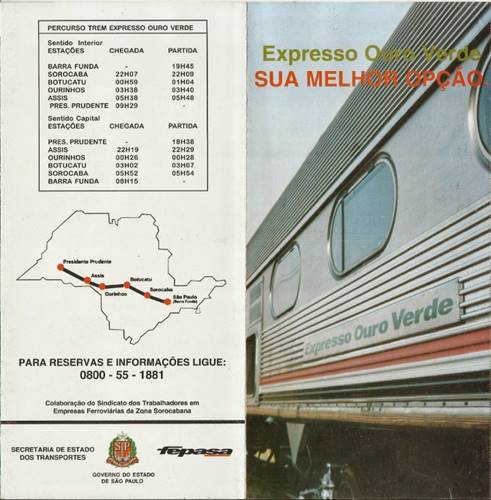 PERCURSO TREM EXPRESSO OURO VERDE
Sentido Interior
ESTAÇÕES CHEGADA PARTIDA
BARRA FUNDA - 19H45
SOROCABA 22H07 22H09
BOTUCATU 00H59 01H04
OURINHOS 03H38 03H40
ASSIS 05H38 05H48
PRES. PRUDENTE 09H29 -
Sentido Capital
ESTAÇÕES CHEGADA PARTIDA
PRES. PRUDENTE - 18H38
ASSIS 22H19 22H29
OURINHOS 00H26 00H28
BOTUCATU 03H02 03H07
SOROCABA 05H52 05H54
BARRA FUNDA 08H15 -
Presidente Prudente
Assis
Ourinhos
Botucatu
Sorocaba
São Paulo
(Barra Funda)
PARA RESERVAS E INFORMAÇÕES LIGUE:
0800 - 55 - 1881
Colaboração do Sindicato dos Trabalhadores em
Empresas Ferroviárias da Zona Sorocabana
SECRETARIA DE ESTADO
DOS TRANSPORTES
GOVERNO DO ESTADO
DE SÃO PAULO
Fepasa
Expresso Ouro Verde
SUA MELHOR OPÇÃO.
Expresso Ouro Verde